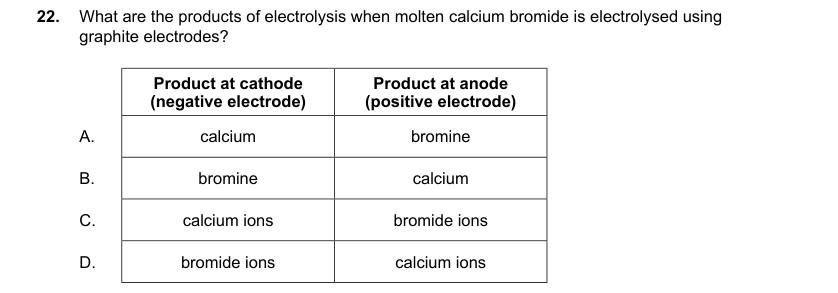 22. What are the products of electrolysis when molten calcium bromide is electrolysed using
graphite electrodes?
Product at cathode Product at anode
(negative electrode) (positive electrode)
A. calcium bromine
B. bromine calcium
C. calcium ions bromide ions
D. bromide ions calcium ions